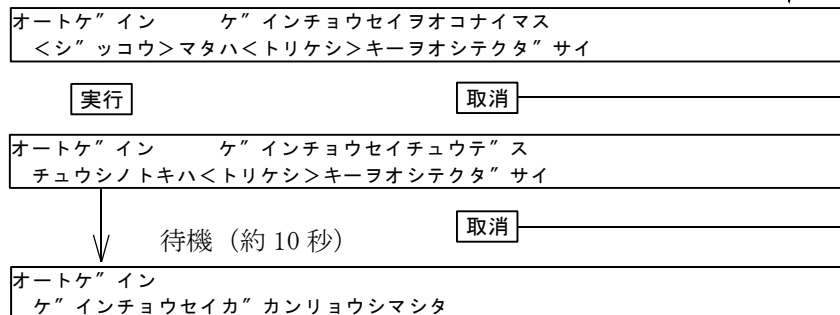 オートケ゛イン　　　ケ゛インチョウセイヲオコナイマス
＜シ゛ッコウ＞マタハ＜トリケシ＞キーヲオシテクタ゛サイ
実行　取消
オートケ゛イン　　　ケ゛インチョウセイチュウテ゛ス
チュウシノトキハ＜トリケシ＞キーヲオシテクタ゛サイ
待機（約10秒）　取消
オートケ゛イン
ケ゛インチョウセイカ゛カンリョウシマシタ